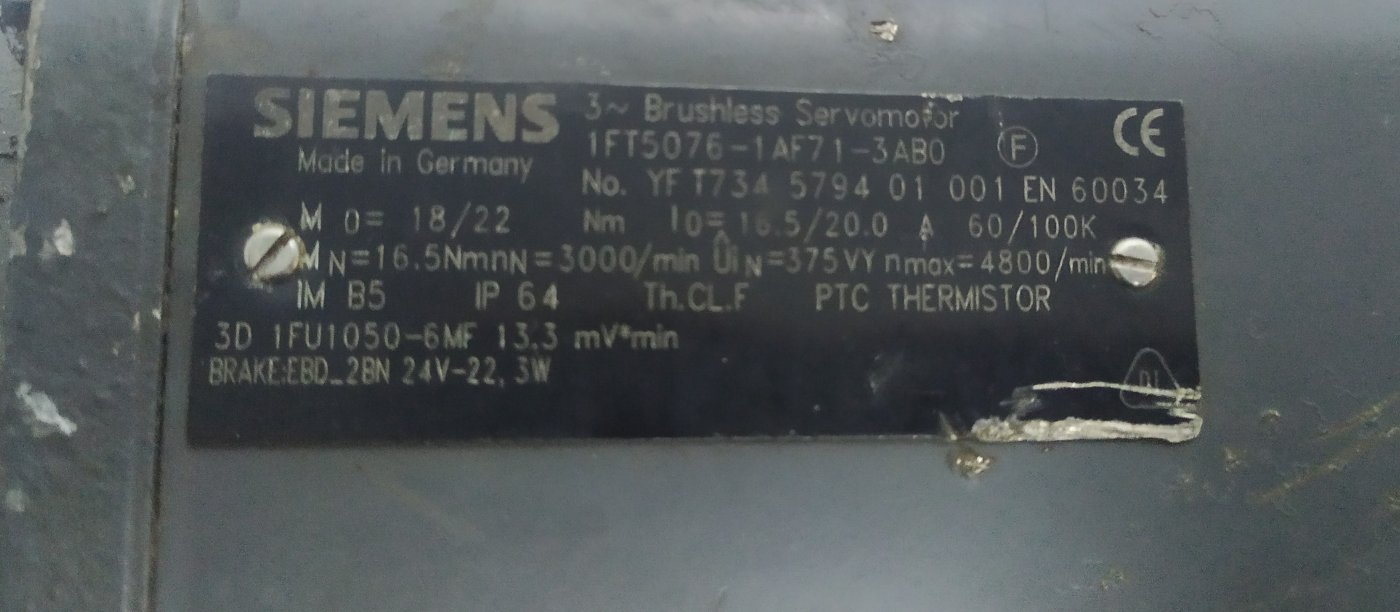 SIEMENS
Made in Germany
3~ Brushless Servomotor
1FT5076-1AF71-3AB0 F CE
No. YF T734 5794 01 001 EN 60034
M 0= 18/22 Nm I0= 16.5/20.0 A 60/100K
MN=16.5Nm nN=3000/min ÛiN=375VY nmax=4800/min
IM B5 IP 64 Th.CL.F PTC THERMISTOR
3D 1FU1050-6MF 13.3 mV*min
BRAKE:EBD_2BN 24V-22,3W